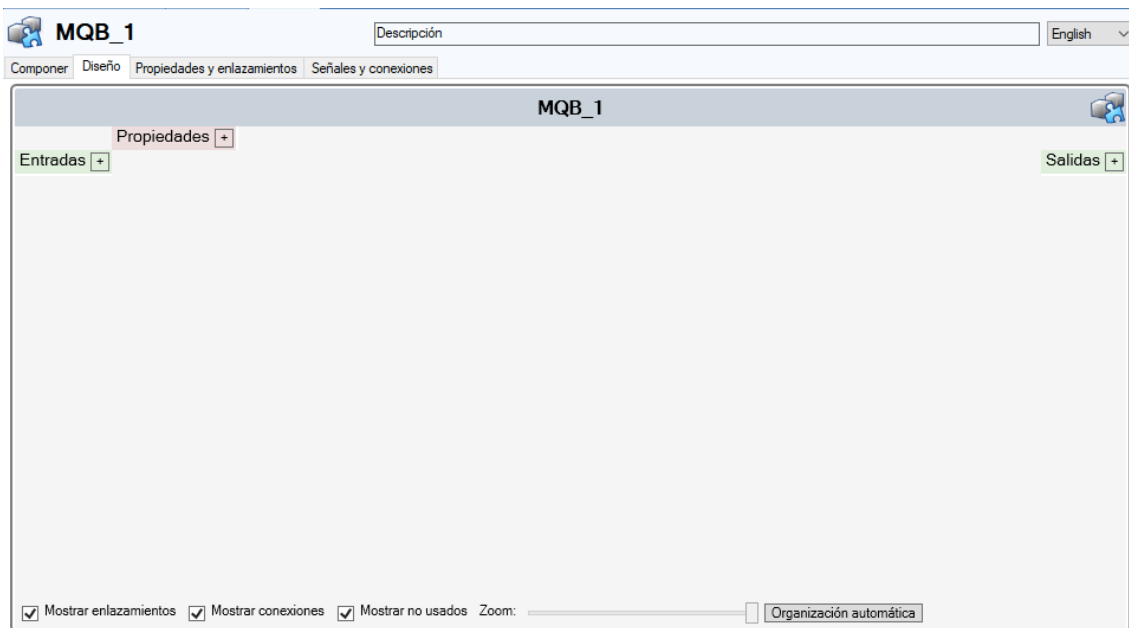 MQB_1
Descripción
English
Componer Diseño Propiedades y enlazamientos Señales y conexiones
MQB_1
Propiedades +
Entradas +
Salidas +
Mostrar enlazamientos Mostrar conexiones Mostrar no usados Zoom: Organización automática